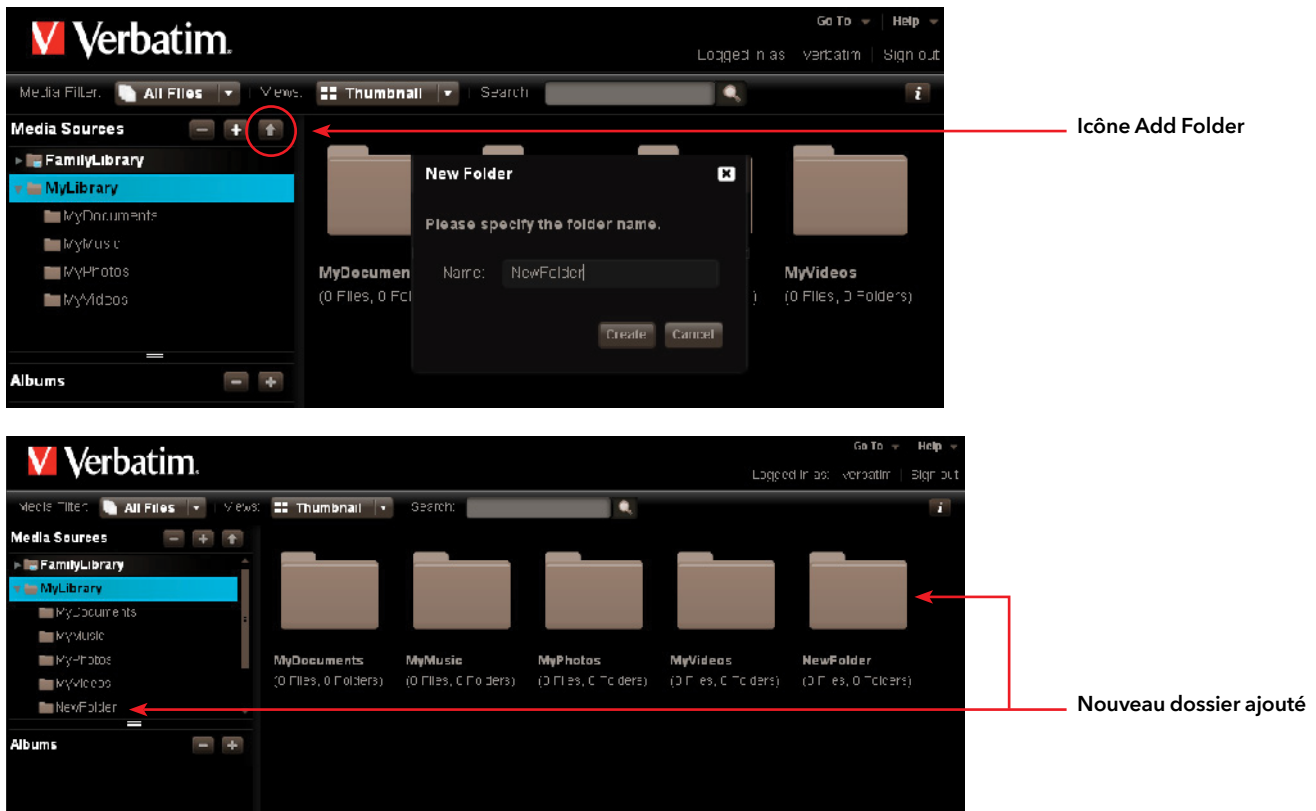 Verbatim.
Go To Help
Logged in as verbatim Sign out
Media Filter: All Files Views: Thumbnail Search
Media Sources
Icône Add Folder
FamilyLibrary
MyLibrary
MyDocuments
MyMusic
MyPhotos
MyVideos
New Folder
Please specify the folder name.
Name: NewFolder
Create Cancel
MyDocumen
(0 Files, 0 Fol
)
MyVideos
(0 Files, 0 Folders)
Albums
Verbatim.
Go To Help
Logged in as: verbatim Sign out
Media Filter: All Files Views: Thumbnail Search:
Media Sources
FamilyLibrary
MyLibrary
MyDocuments
MyMusic
MyPhotos
MyVideos
NewFolder
MyDocuments MyMusic MyPhotos MyVideos NewFolder
(0 Files, 0 Folders) (0 Files, 0 Folders) (0 Files, 0 Folders) (0 Files, 0 Folders) (0 Files, 0 Folders)
Nouveau dossier ajouté
Albums